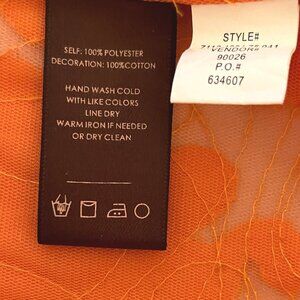 SELF: 100% POLYESTER
DECORATION: 100%COTTON
HAND WASH COLD
WITH LIKE COLORS
LINE DRY
WARM IRON IF NEEDED
OR DRY CLEAN
STYLE#
VENDOR#
90026
P.O.#
634607